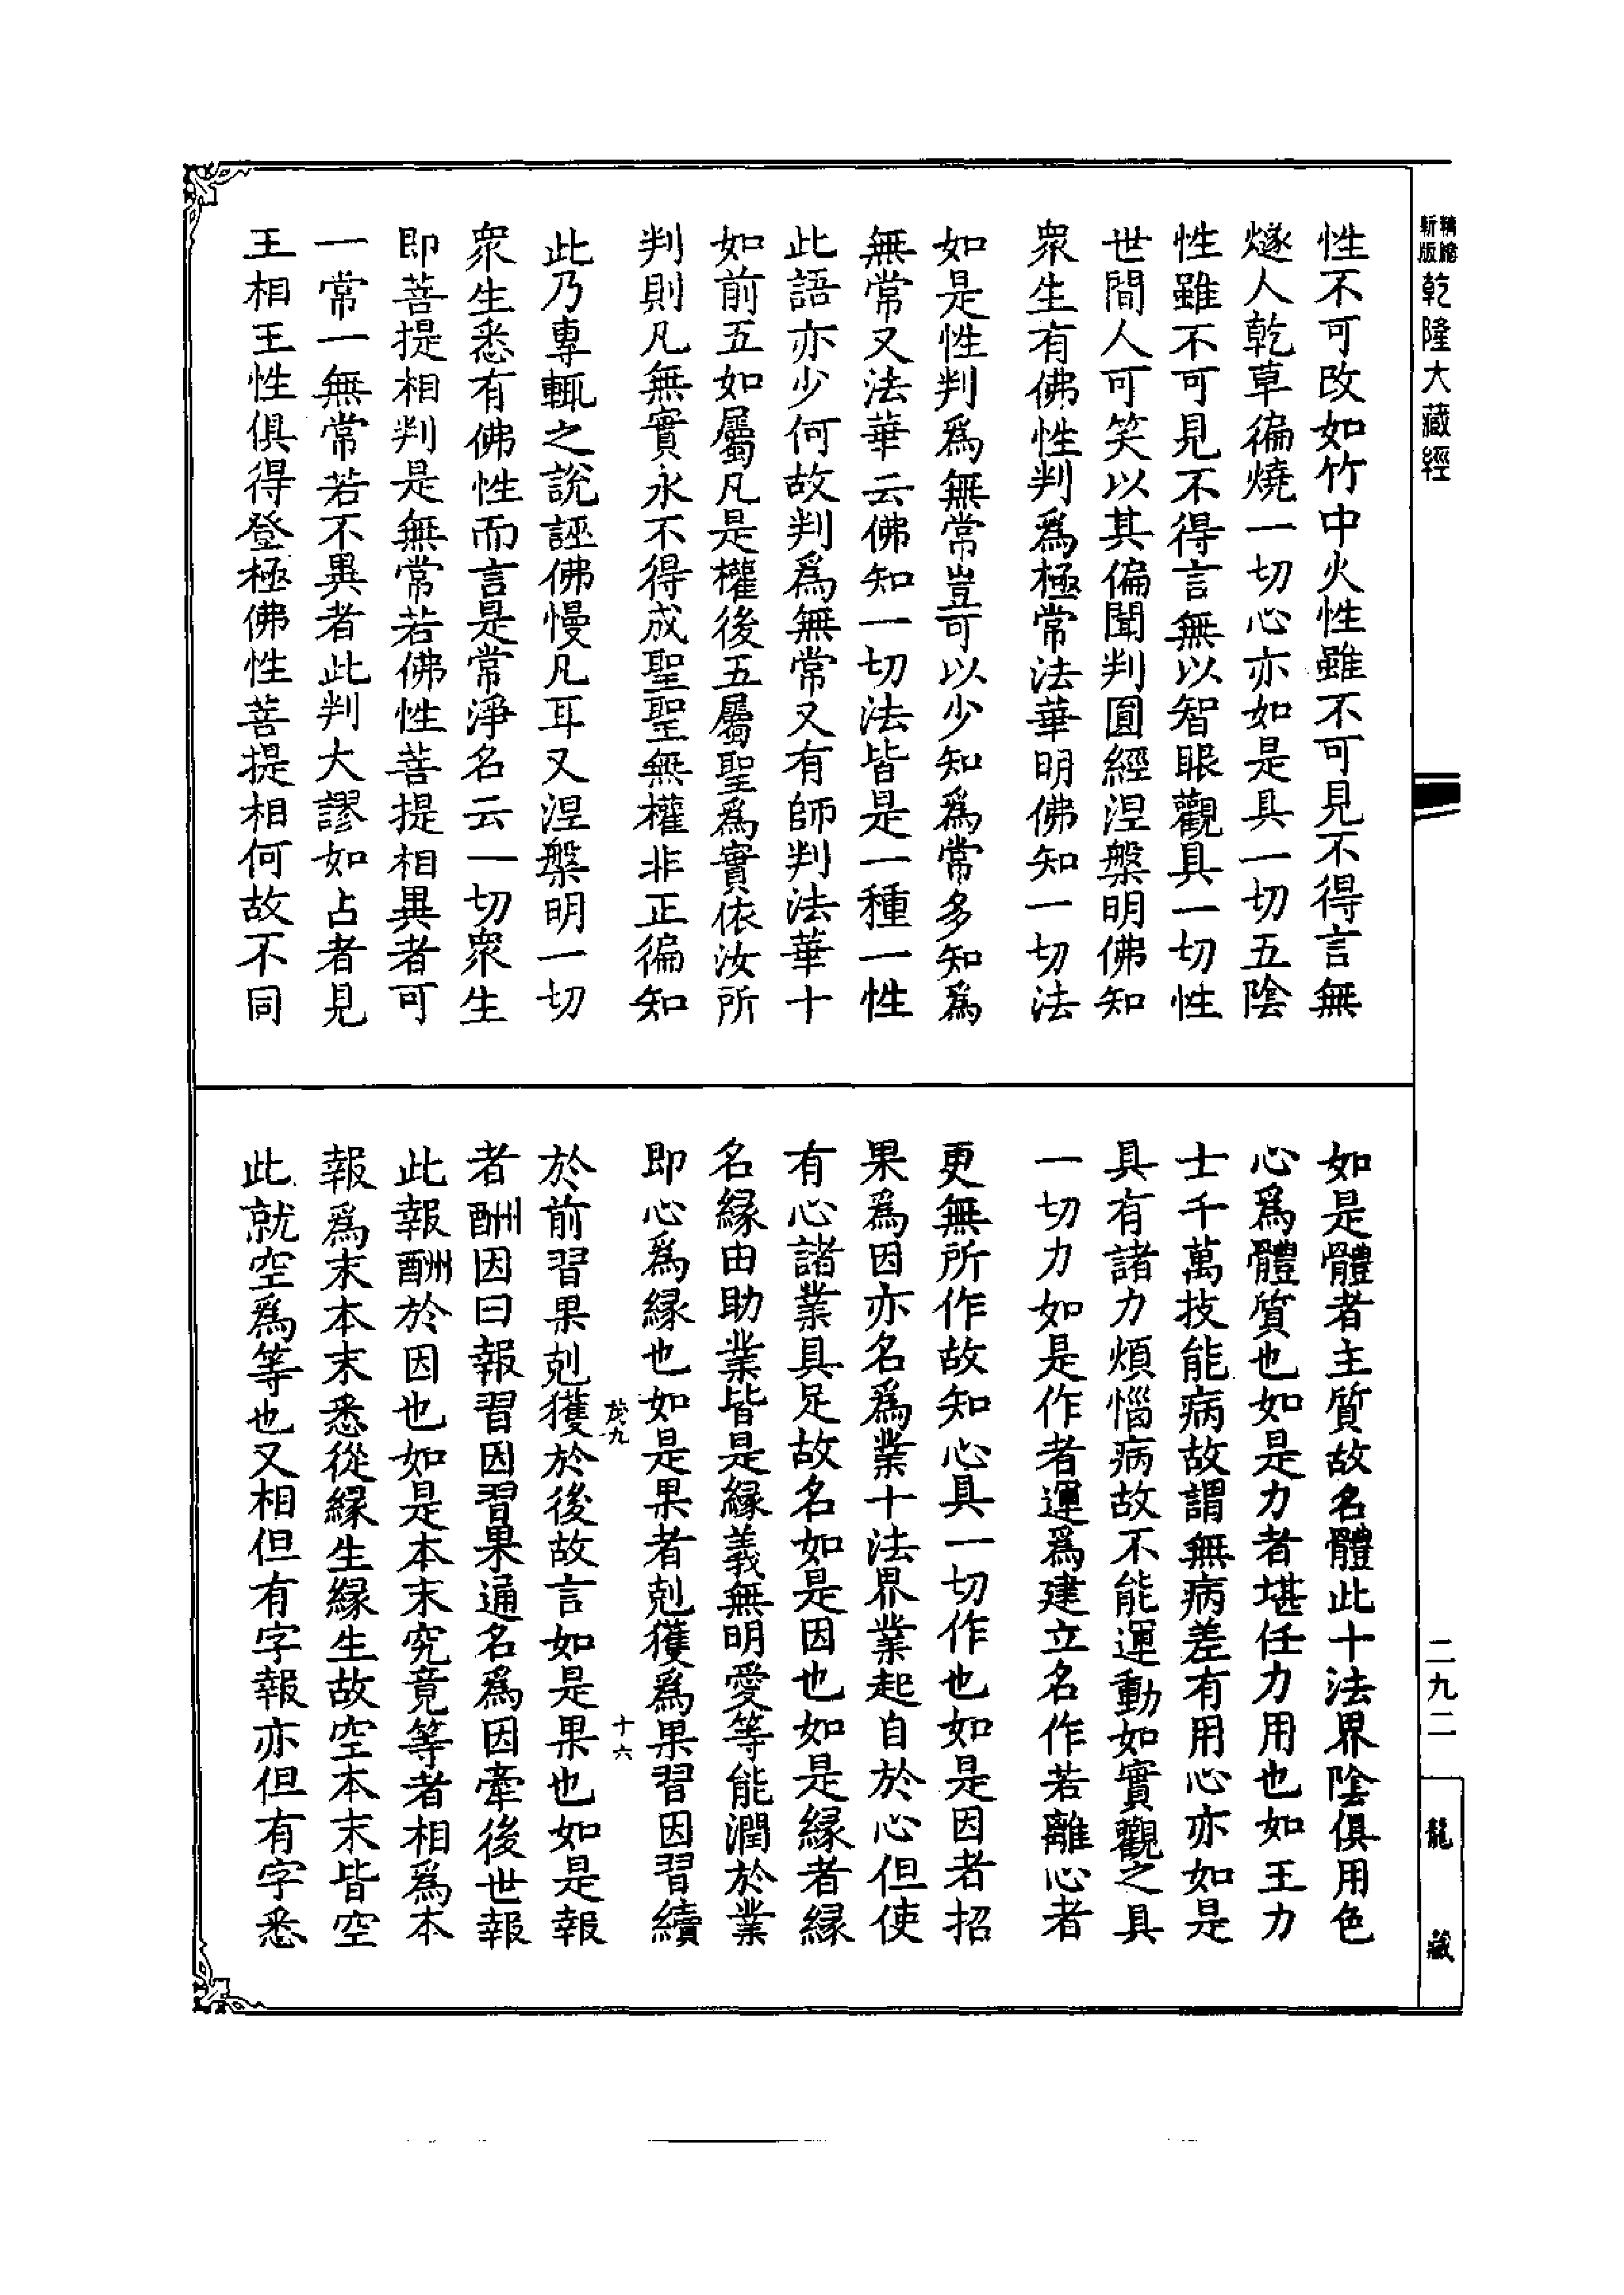 新版
精繕
乾隆大藏經
性不可改如竹中火性雖不可見不得言無
燧人乾草徧燒一切心亦如是具一切五陰
性雖不可見不得言無以智眼觀具一切性
世間人可笑以其偏聞判圓經涅槃明佛知
衆生有佛性判爲極常法華明佛知一切法
如是性判爲無常豈可以少知爲常多知爲
無常又法華云佛知一切法皆是一種一性
此語亦少何故判爲無常又有師判法華十
如前五如屬凡是權後五屬聖爲實依汝所
判則凡無實永不得成聖聖無權非正徧知
此乃專輒之說誣佛慢凡耳又涅槃明一切
衆生悉有佛性而言是常淨名云一切衆生
即菩提相判是無常若佛性菩提相異者可
一常一無常若不異者此判大謬如占者見
王相王性俱得登極佛性菩提相何故不同
如是體者主質故名體此十法界陰俱用色
心爲體質也如是力者堪任力用也如王力
士千萬技能病故謂無病差有用心亦如是
具有諸力煩惱病故不能運動如實觀之具
一切力如是作者運爲建立名作若離心者
更無所作故知心具一切作也如是因者招
果爲因亦名爲業十法界業起自於心但使
有心諸業具足故名如是因也如是緣者緣
名緣由助業皆是緣義無明愛等能潤於業
即心爲緣也如是果者剋獲爲果習因習續
茂九
十六
於前習果剋獲於後故言如是果也如是報
者酬因曰報習因習果通名爲因牽後世報
此報酬於因也如是本末究竟等者相爲本
報爲末本末悉從緣生緣生故空本末皆空
此就空爲等也又相但有字報亦但有字悉
二九二
龍
藏